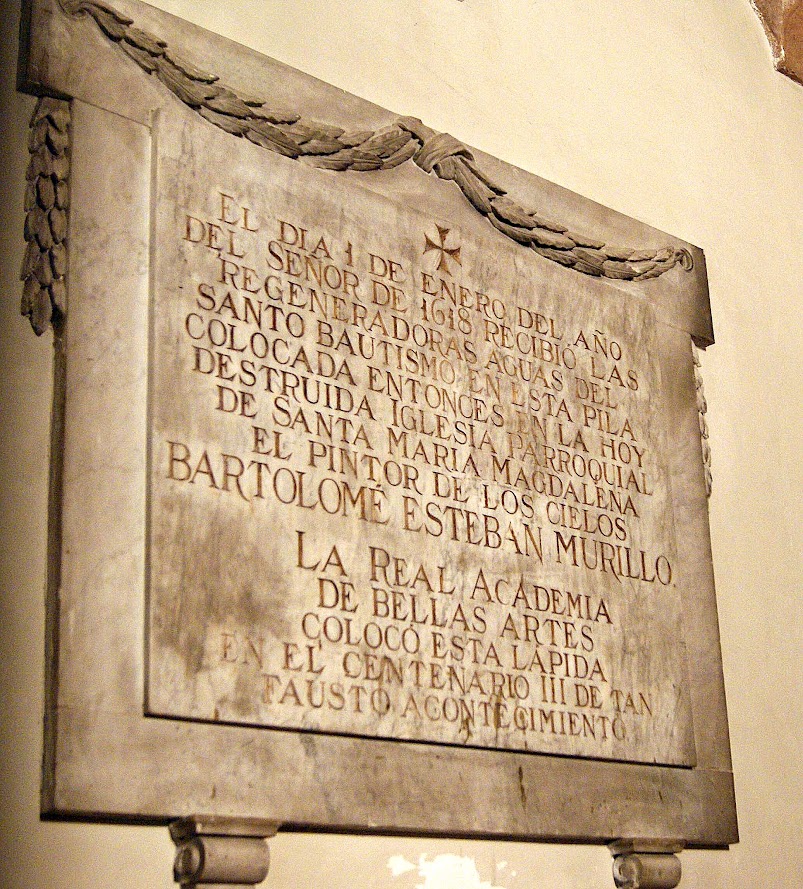 EL DIA 1 DE ENERO DEL AÑO
DEL SEÑOR DE 1618 RECIBIÓ LAS
REGENERADORAS AGUAS DEL
SANTO BAUTISMO, EN ESTA PILA
COLOCADA ENTONCES EN LA HOY
DESTRUIDA IGLESIA PARROQUIAL
DE SANTA MARIA MAGDALENA
EL PINTOR DE LOS CIELOS
BARTOLOMÉ ESTEBAN MURILLO.
LA REAL ACADEMIA
DE BELLAS ARTES
COLOCÓ ESTA LÁPIDA
EN EL CENTENARIO III DE TAN
FAUSTO ACONTECIMIENTO